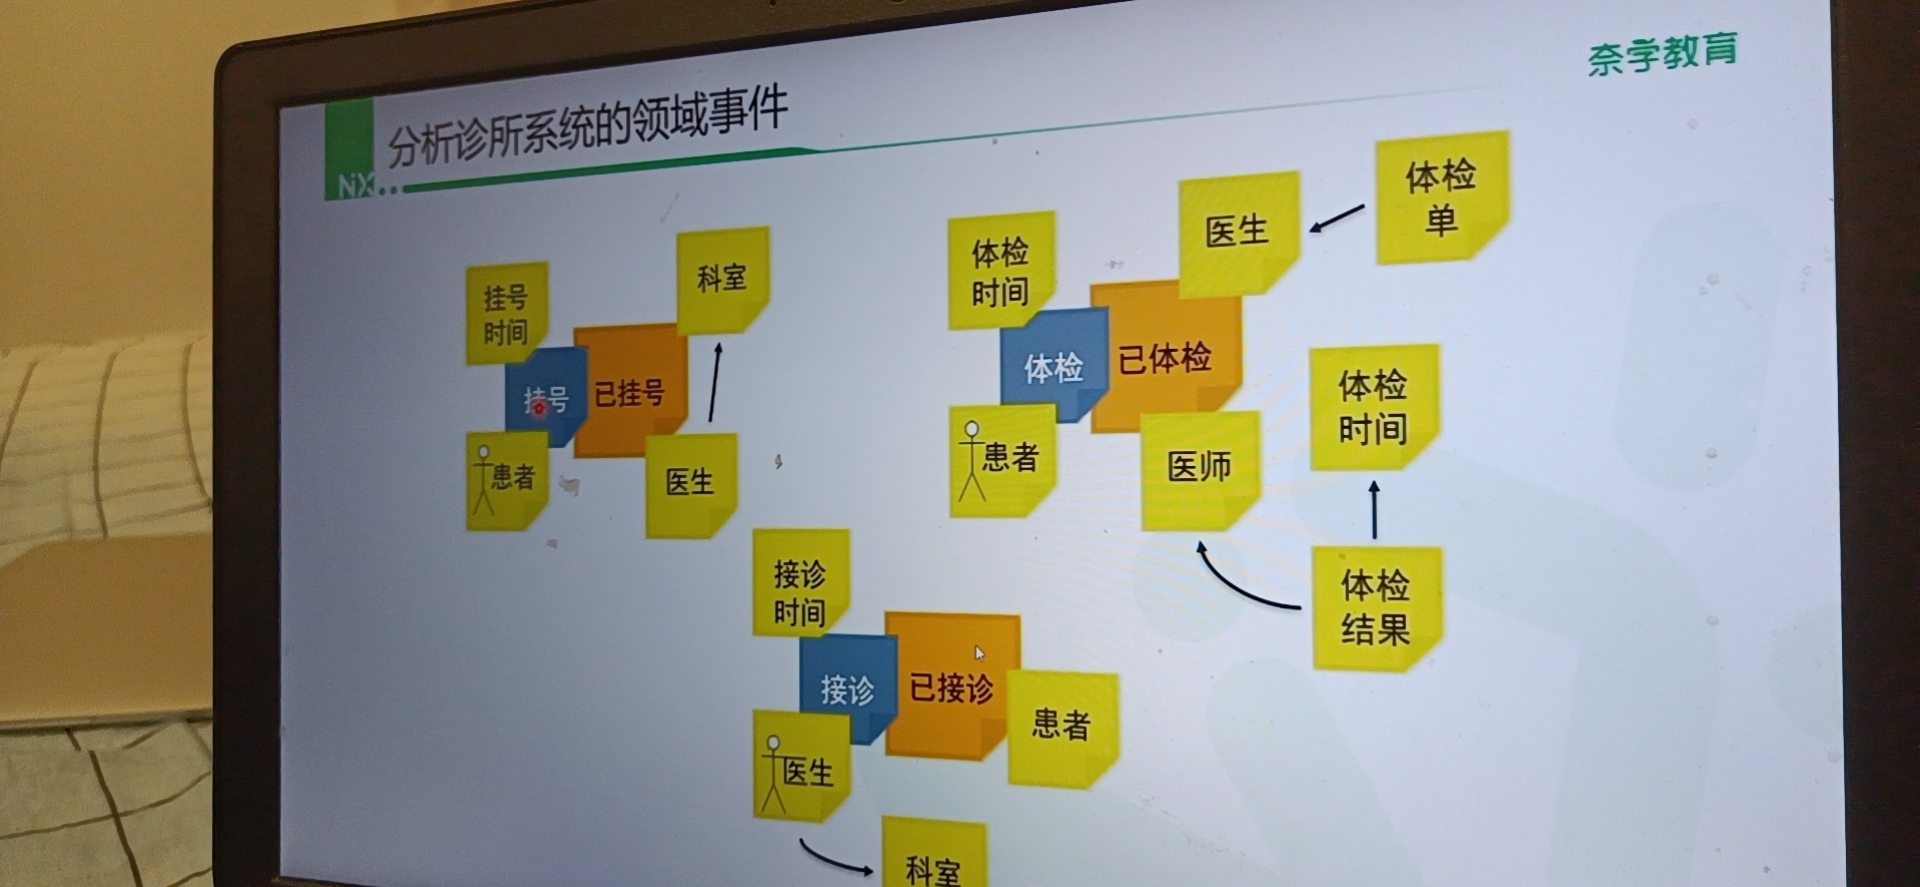 奈学教育
分析诊所系统的领域事件
NX
挂号
时间
科室
挂号
已挂号
患者
医生
体检
时间
医生
体检
单
体检
已体检
患者
医师
体检
时间
体检
结果
接诊
时间
接诊
已接诊
医生
患者
科室